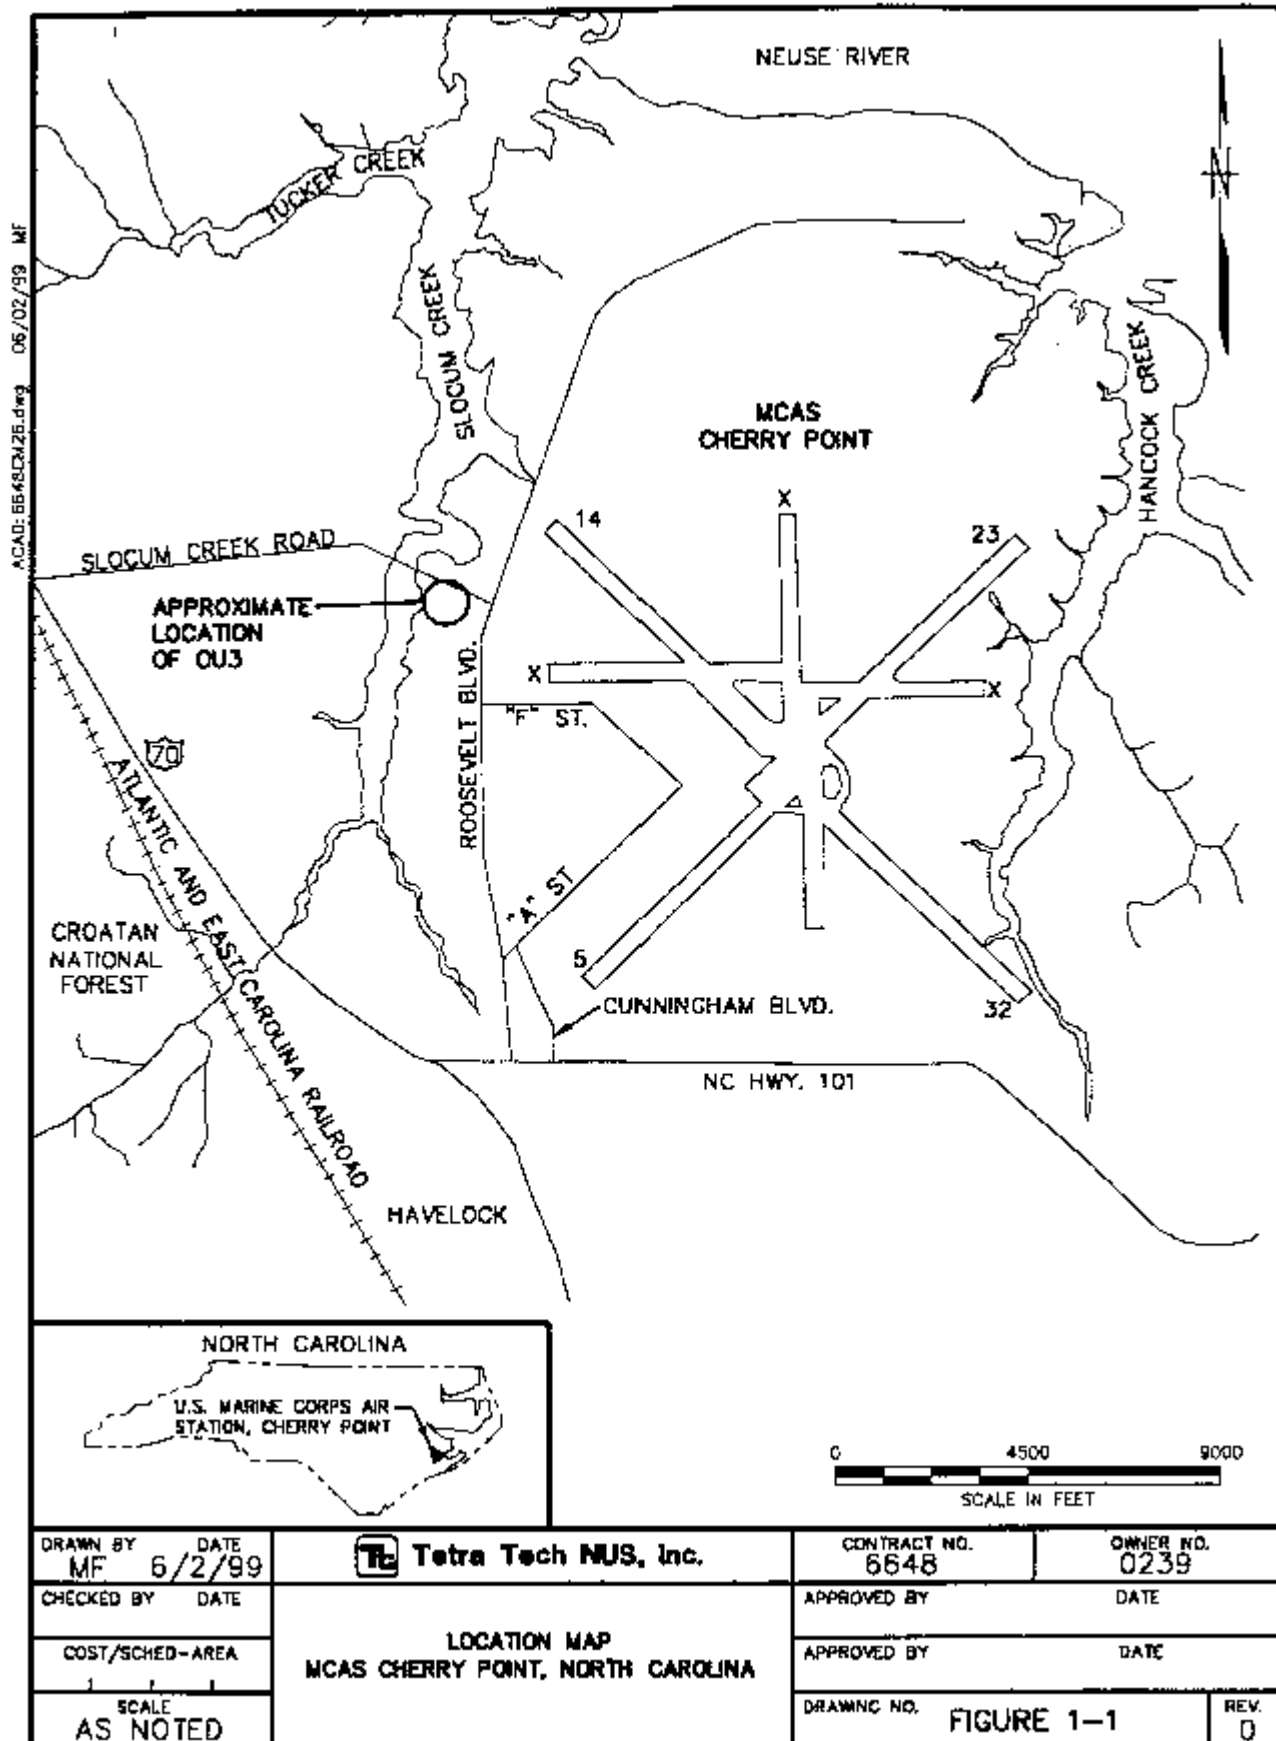 NEUSE RIVER
N
TUCKER CREEK
SLOCUM CREEK
HANCOCK CREEK
MCAS
CHERRY POINT
X
14
23
SLOCUM CREEK ROAD
APPROXIMATE
LOCATION
OF OU3
X
X
ROOSEVELT BLVD.
"F" ST.
70
ATLANTIC AND EAST CAROLINA RAILROAD
"A" ST
CROATAN
NATIONAL
FOREST
5
32
CUNNINGHAM BLVD.
NC HWY. 101
HAVELOCK
ACAD: 6648CM26.dwg 06/02/99 MF
NORTH CAROLINA
U.S. MARINE CORPS AIR
STATION, CHERRY POINT
0 4500 9000
SCALE IN FEET
DRAWN BY DATE
MF 6/2/99
CHECKED BY DATE
COST/SCHED-AREA
SCALE
AS NOTED
Tt Tetra Tech NUS, Inc.
LOCATION MAP
MCAS CHERRY POINT, NORTH CAROLINA
CONTRACT NO.
6648
OWNER NO.
0239
APPROVED BY DATE
APPROVED BY DATE
DRAWING NO. FIGURE 1-1
REV.
0